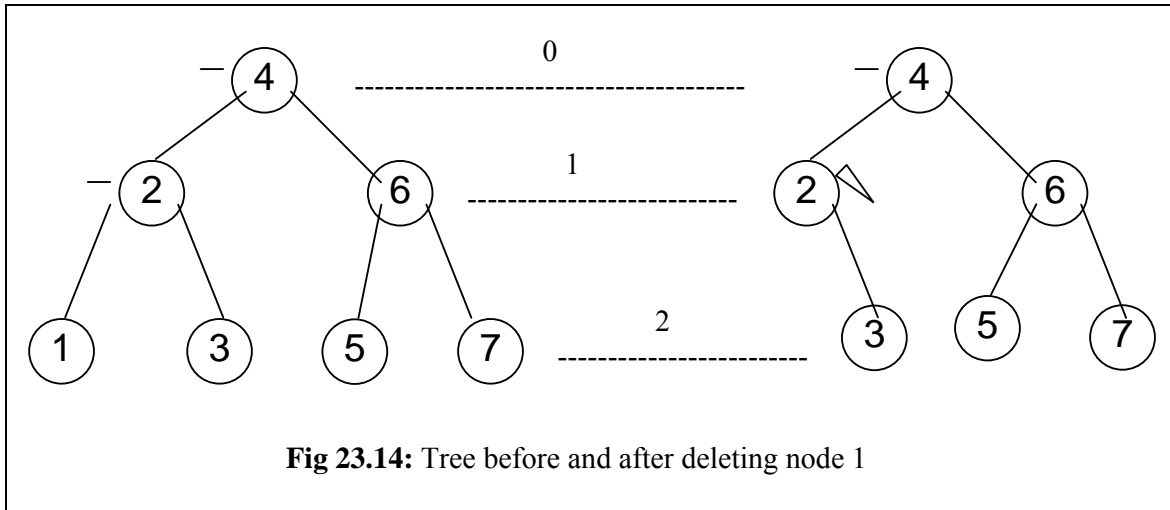 0
– 4 ---------------------------------------- – 4
1
– 2 6 ---------------------------- 2 6
2
1 3 5 7 -------------------------- 3 5 7
Fig 23.14: Tree before and after deleting node 1